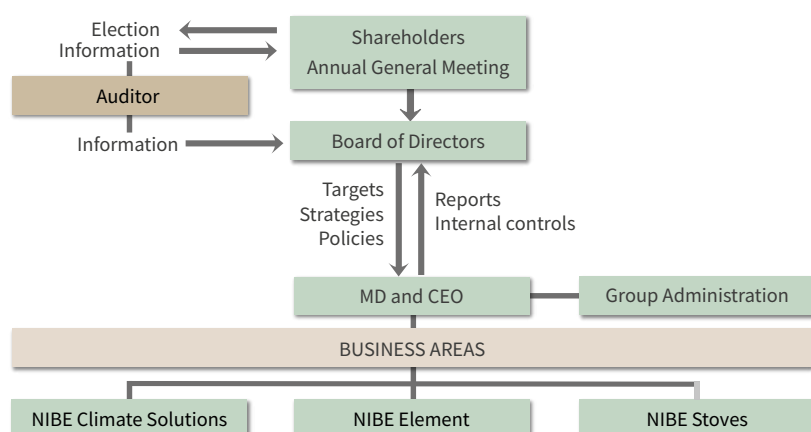 Election
Information
Shareholders
Annual General Meeting
Auditor
Information
Board of Directors
Targets
Strategies
Policies
Reports
Internal controls
MD and CEO
Group Administration
BUSINESS AREAS
NIBE Climate Solutions
NIBE Element
NIBE Stoves